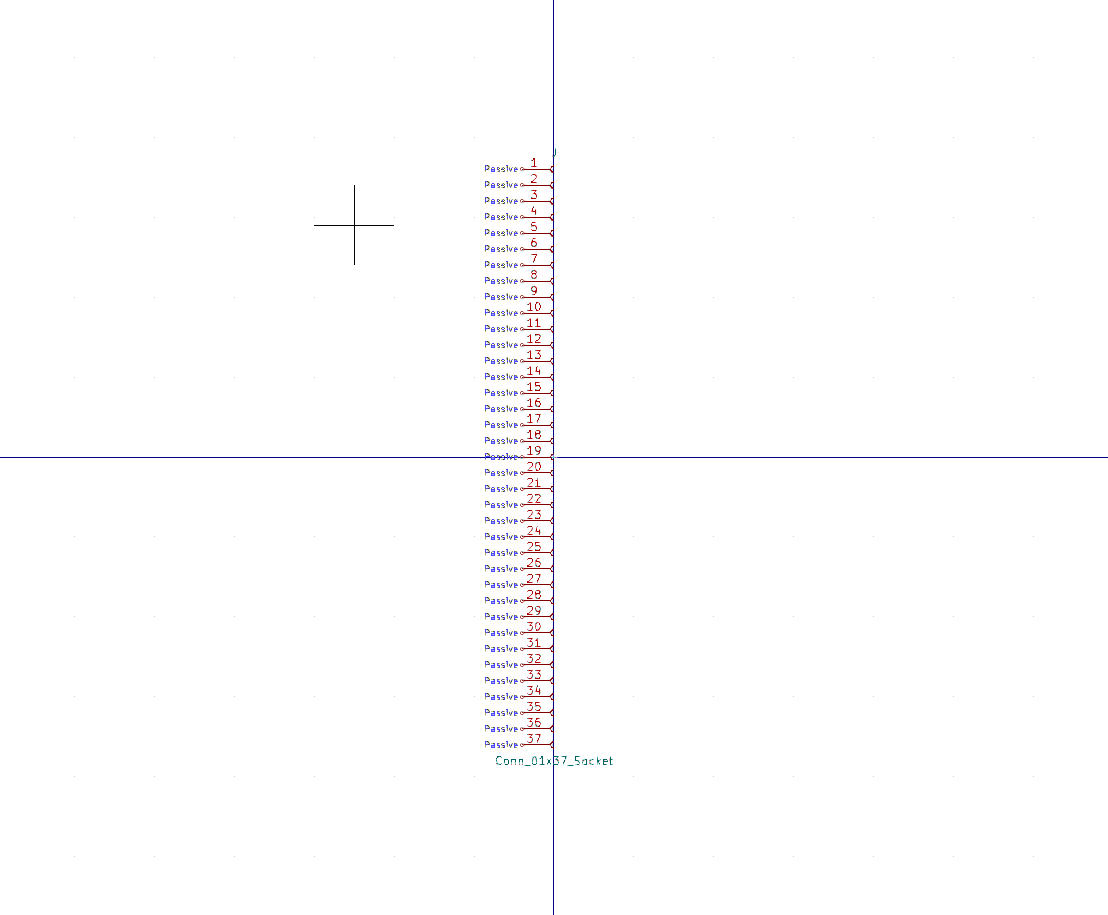 J
Passive 1
Passive 2
Passive 3
Passive 4
Passive 5
Passive 6
Passive 7
Passive 8
Passive 9
Passive 10
Passive 11
Passive 12
Passive 13
Passive 14
Passive 15
Passive 16
Passive 17
Passive 18
Passive 19
Passive 20
Passive 21
Passive 22
Passive 23
Passive 24
Passive 25
Passive 26
Passive 27
Passive 28
Passive 29
Passive 30
Passive 31
Passive 32
Passive 33
Passive 34
Passive 35
Passive 36
Passive 37
Conn_01x37_Socket